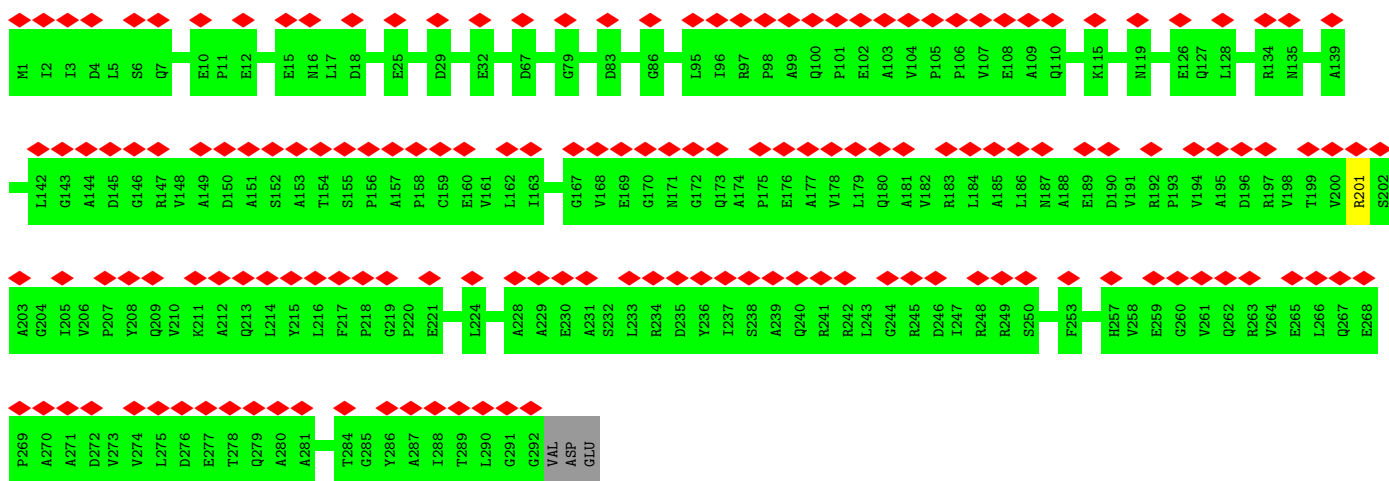 M1 I2 I3 D4 L5 S6 Q7 E10 P11 E12 E15 N16 L17 D18 E25 D29 E32 D67 G79 D83 G86 L95 I96 R97 P98 A99 Q100 P101 E102 A103 V104 P105 P106 V107 E108 A109 Q110 K115 N119 E126 Q127 L128 R134 N135 A139
L142 G143 A144 D145 G146 R147 V148 A149 D150 A151 S152 A153 T154 S155 P156 A157 P158 C159 E160 V161 L162 I163 G167 V168 E169 G170 N171 G172 Q173 A174 P175 E176 A177 V178 L179 Q180 A181 V182 R183 L184 A185 L186 N187 A188 E189 D190 V191 R192 P193 V194 A195 D196 R197 V198 T199 V200 R201 S202
A203 G204 I205 V206 P207 Y208 Q209 V210 K211 A212 Q213 L214 Y215 L216 F217 P218 G219 P220 E221 L224 A228 A229 E230 A231 S232 L233 R234 D235 Y236 I237 S238 A239 Q240 R241 R242 L243 G244 R245 D246 I247 R248 R249 S250 F253 H257 V258 E259 G260 V261 Q262 R263 V264 E265 L266 Q267 E268
P269 A270 A271 D272 V273 V274 L275 D276 E277 T278 Q279 A280 A281 T284 G285 Y286 A287 I288 T289 L290 G291 G292 VAL ASP GLU